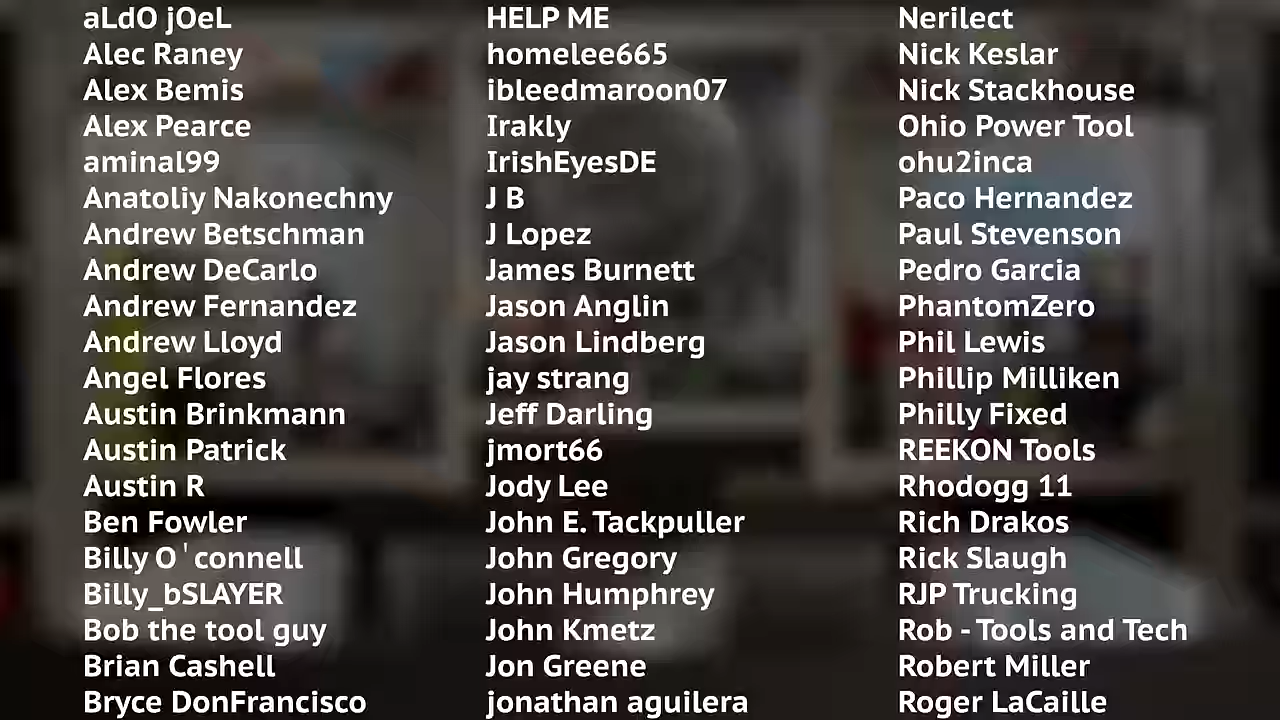 aLdO jOeL
Alec Raney
Alex Bemis
Alex Pearce
aminal99
Anatoliy Nakonechny
Andrew Betschman
Andrew DeCarlo
Andrew Fernandez
Andrew Lloyd
Angel Flores
Austin Brinkmann
Austin Patrick
Austin R
Ben Fowler
Billy O'connell
Billy_bSLAYER
Bob the tool guy
Brian Cashell
Bryce DonFrancisco
HELP ME
homelee665
ibleedmaroon07
Irakly
IrishEyesDE
J B
J Lopez
James Burnett
Jason Anglin
Jason Lindberg
jay strang
Jeff Darling
jmort66
Jody Lee
John E. Tackpuller
John Gregory
John Humphrey
John Kmetz
Jon Greene
jonathan aguilera
Nerilect
Nick Keslar
Nick Stackhouse
Ohio Power Tool
ohu2inca
Paco Hernandez
Paul Stevenson
Pedro Garcia
PhantomZero
Phil Lewis
Phillip Milliken
Philly Fixed
REEKON Tools
Rhodogg 11
Rich Drakos
Rick Slaugh
RJP Trucking
Rob - Tools and Tech
Robert Miller
Roger LaCaille